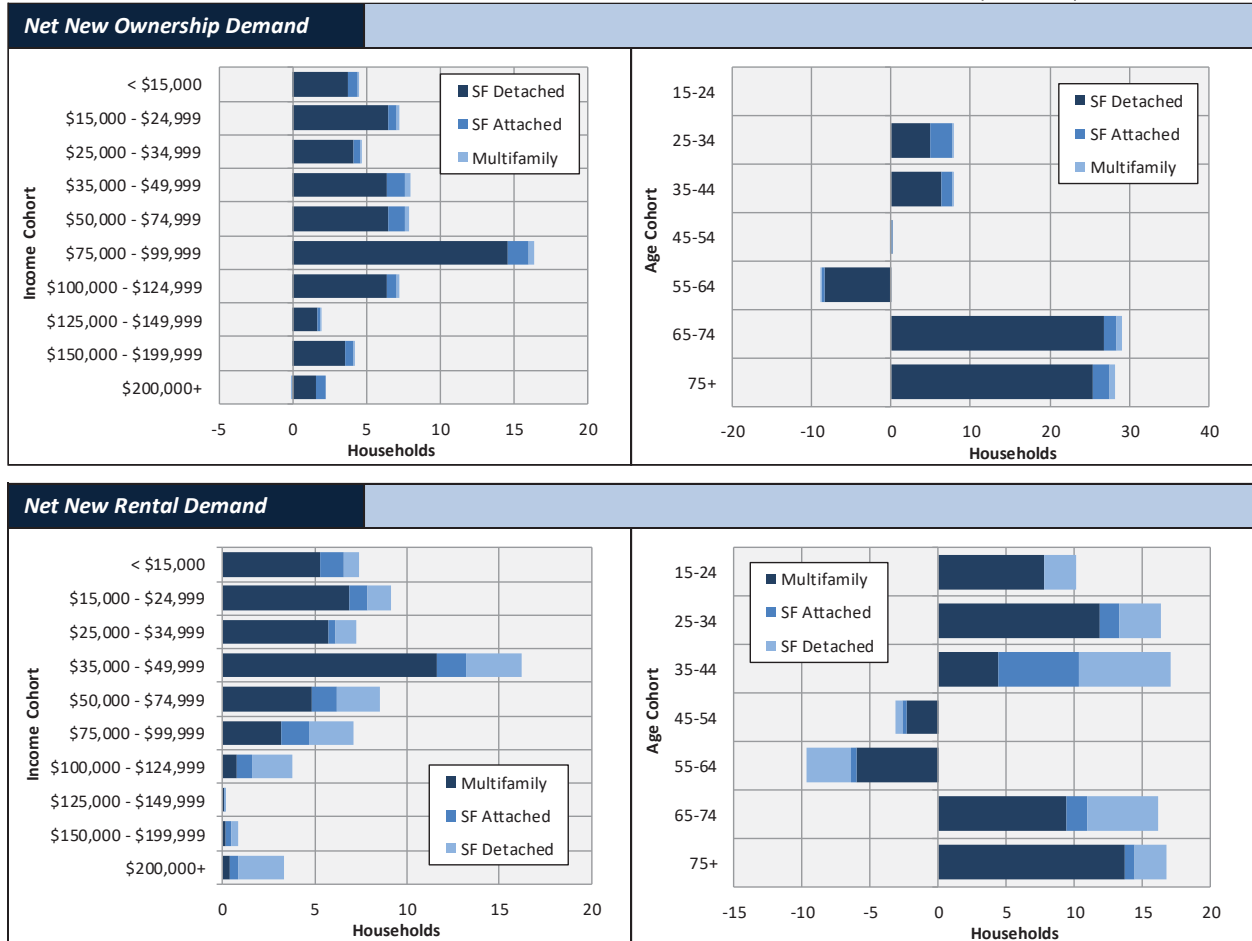 Net New Ownership Demand
Income Cohort
< $15,000
$15,000 - $24,999
$25,000 - $34,999
$35,000 - $49,999
$50,000 - $74,999
$75,000 - $99,999
$100,000 - $124,999
$125,000 - $149,999
$150,000 - $199,999
$200,000+
SF Detached
SF Attached
Multifamily
-5 0 5 10 15 20
Households
Age Cohort
15-24
25-34
35-44
45-54
55-64
65-74
75+
SF Detached
SF Attached
Multifamily
-20 -10 0 10 20 30 40
Households
Net New Rental Demand
Income Cohort
< $15,000
$15,000 - $24,999
$25,000 - $34,999
$35,000 - $49,999
$50,000 - $74,999
$75,000 - $99,999
$100,000 - $124,999
$125,000 - $149,999
$150,000 - $199,999
$200,000+
Multifamily
SF Attached
SF Detached
0 5 10 15 20
Households
Age Cohort
15-24
25-34
35-44
45-54
55-64
65-74
75+
Multifamily
SF Attached
SF Detached
-15 -10 -5 0 5 10 15 20
Households